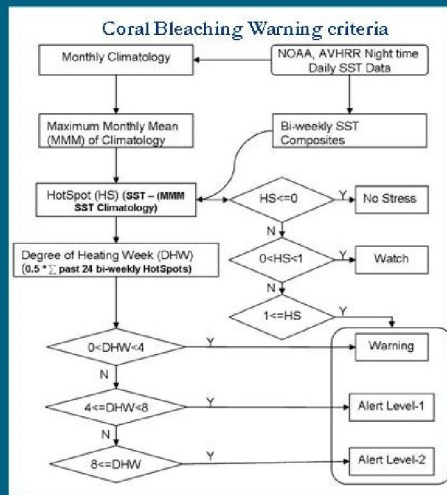 Coral Bleaching Warning criteria
Monthly Climatology
NOAA, AVHRR Night time
Daily SST Data
Maximum Monthly Mean
(MMM) of Climatology
Bi-weekly SST
Composites
HotSpot (HS) (SST – (MMM
SST Climatology)
HS<=0
Y
No Stress
N
Degree of Heating Week (DHW)
(0.5 * ∑ past 24 bi-weekly HotSpots)
0<HS<1
Y
Watch
N
1<=HS
Y
0<DHW<4
Y
Warning
N
4<=DHW<8
Y
Alert Level-1
N
8<=DHW
Y
Alert Level-2